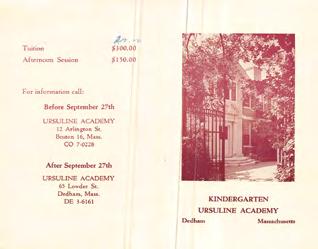 Tuition $100.00
Afternoon Session $150.00
For information call:
Before September 27th
URSULINE ACADEMY
12 Arlington St.
Boston 16, Mass.
CO 7-0228
After September 27th
URSULINE ACADEMY
65 Lowder St.
Dedham, Mass.
DE 3-6161
KINDERGARTEN
URSULINE ACADEMY
Dedham Massachusetts